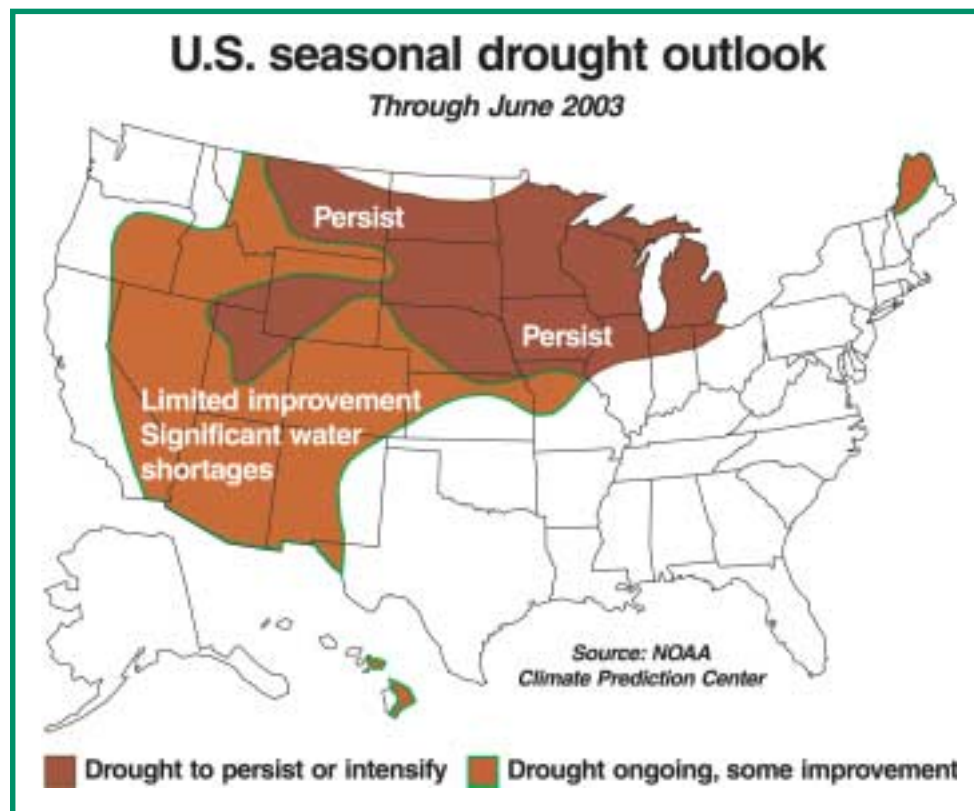 U.S. seasonal drought outlook
Through June 2003
Persist
Persist
Limited improvement
Significant water
shortages
Source: NOAA
Climate Prediction Center
Drought to persist or intensify
Drought ongoing, some improvement